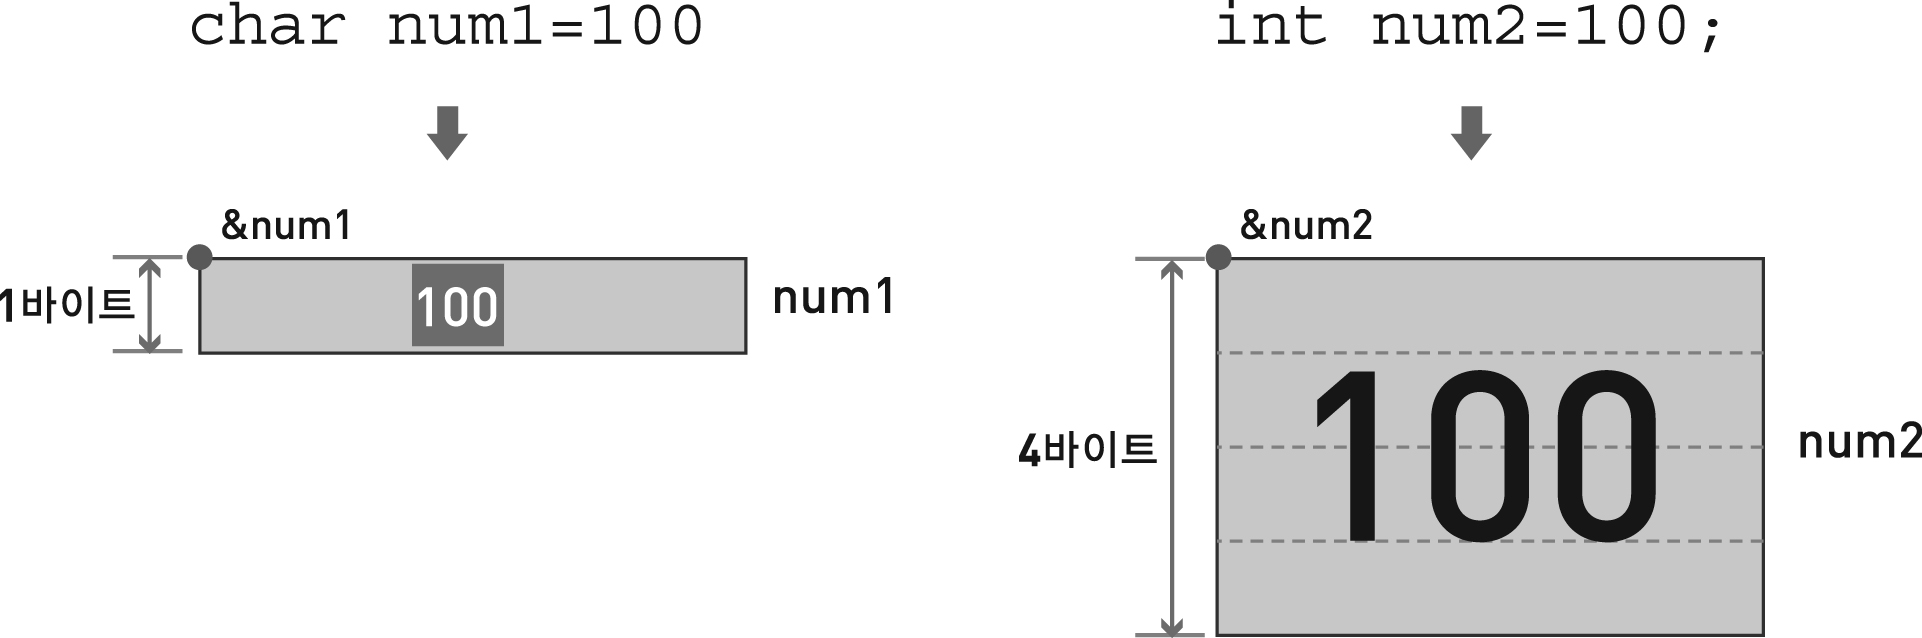 char num1=100
&num1
1바이트
100
num1
int num2=100;
&num2
4바이트
100
num2